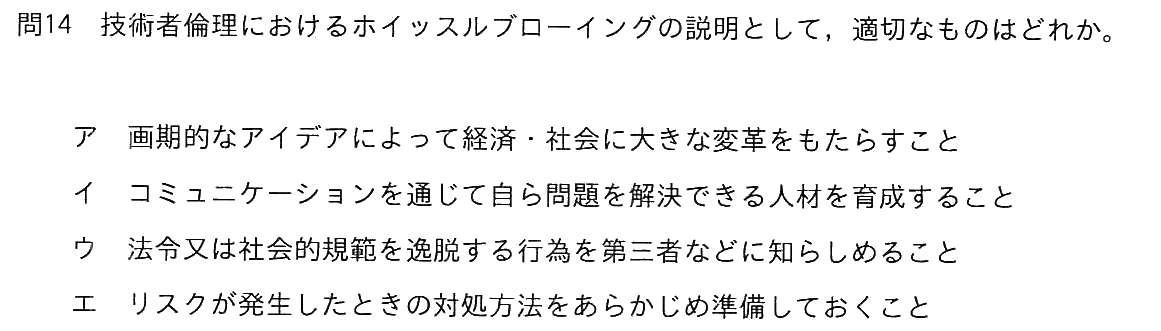 問14　技術者倫理におけるホイッスルブローイングの説明として，適切なものはどれか。
ア　画期的なアイデアによって経済・社会に大きな変革をもたらすこと
イ　コミュニケーションを通じて自ら問題を解決できる人材を育成すること
ウ　法令又は社会的規範を逸脱する行為を第三者などに知らしめること
エ　リスクが発生したときの対処方法をあらかじめ準備しておくこと